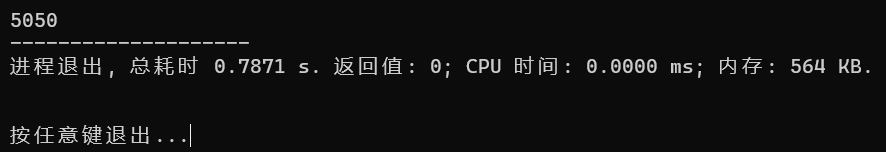 5050
--------------------
进程退出, 总耗时 0.7871 s. 返回值: 0; CPU 时间: 0.0000 ms; 内存: 564 KB.
按任意键退出...